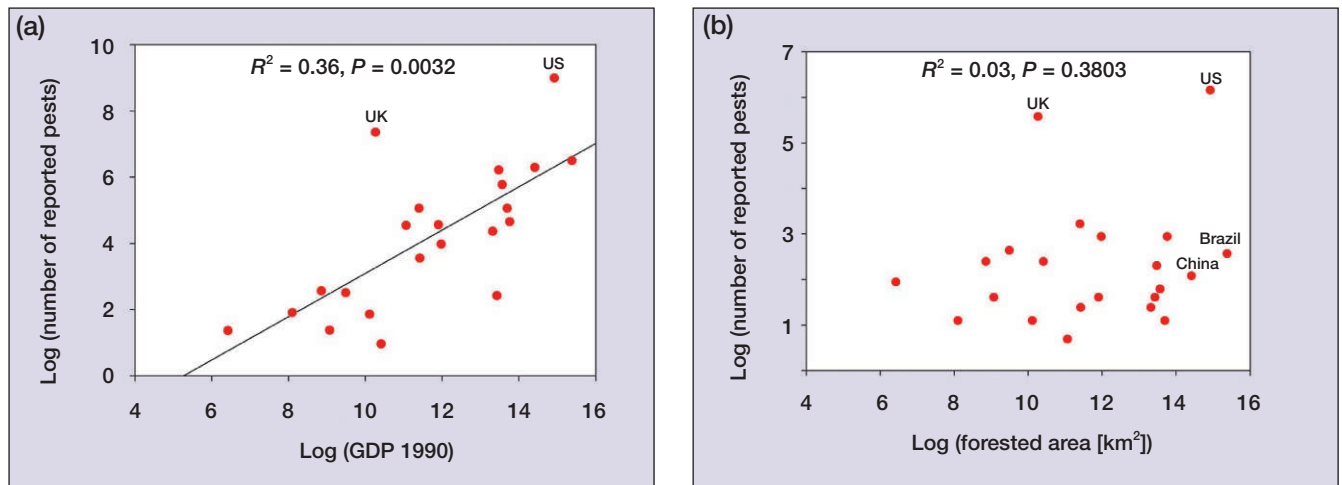 (a)
R² = 0.36, P = 0.0032
US
UK
Log (number of reported pests)
10
8
6
4
2
0
4 6 8 10 12 14 16
Log (GDP 1990)
(b)
R² = 0.03, P = 0.3803
US
UK
Brazil
China
Log (number of reported pests)
7
5
3
1
4 6 8 10 12 14 16
Log (forested area [km²])